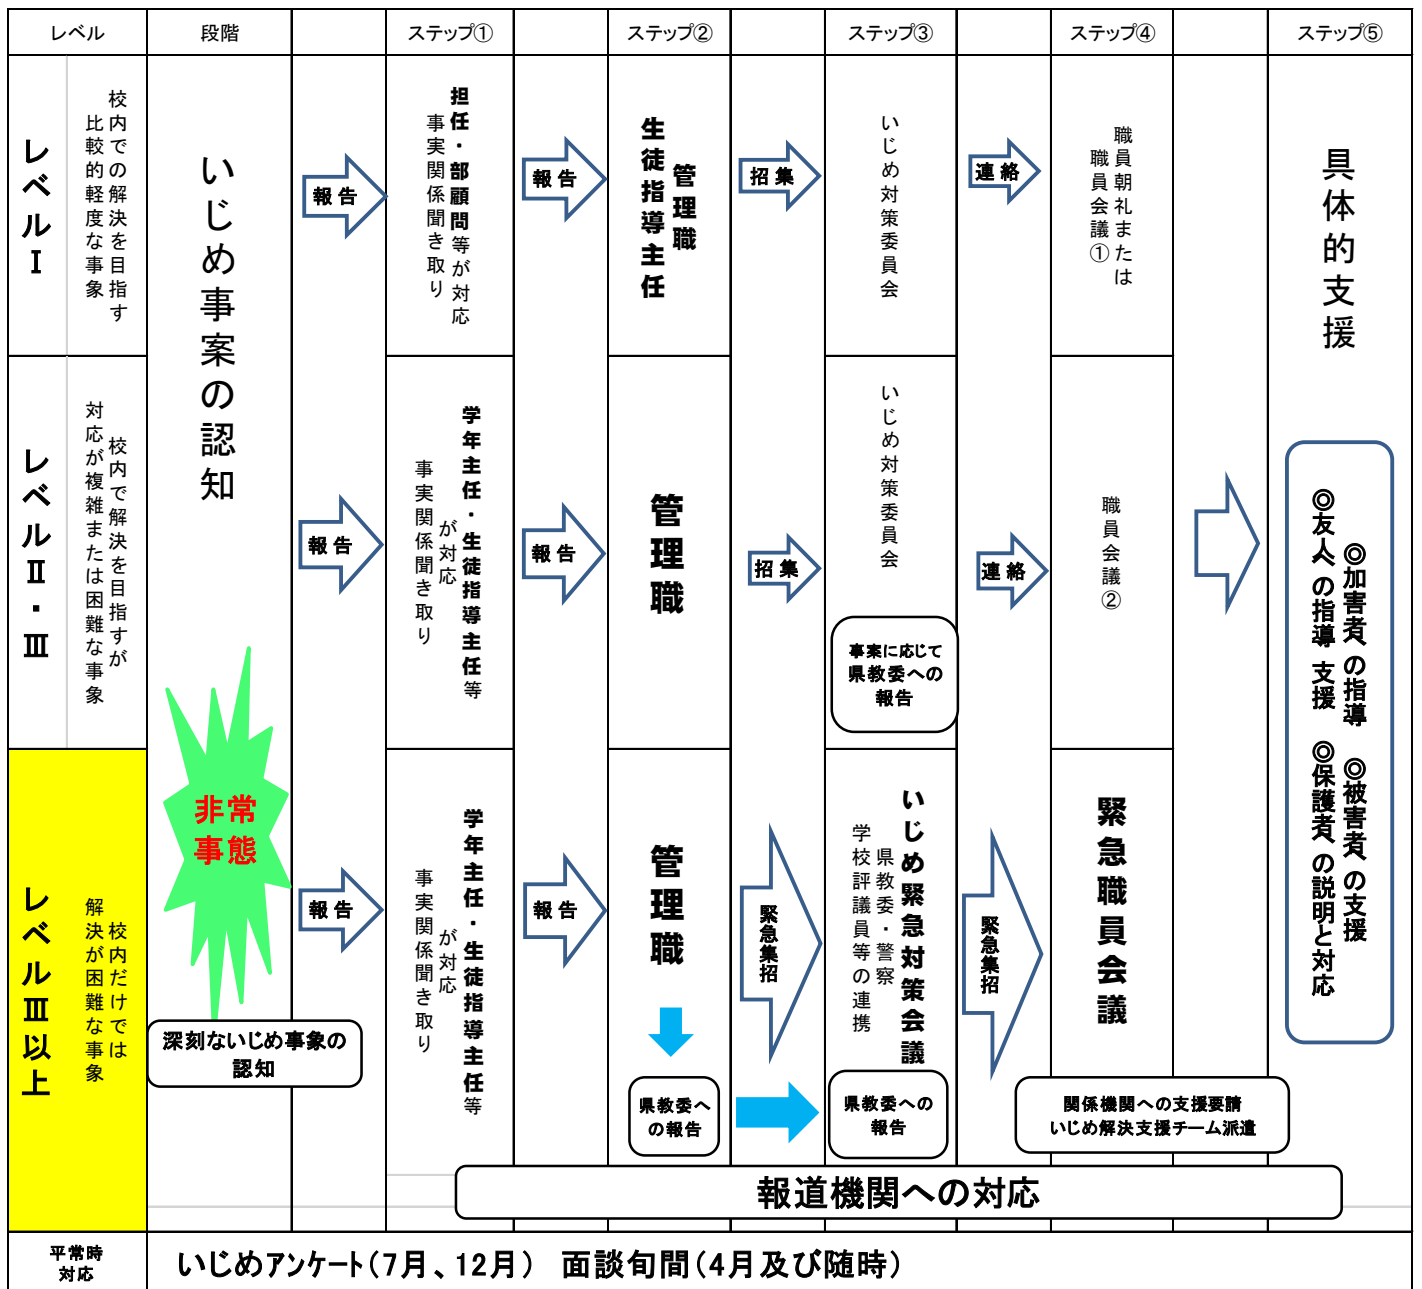 レベル
段階
ステップ①
ステップ②
ステップ③
ステップ④
ステップ⑤
レベルⅠ
校内での解決を目指す
比較的軽度な事象
いじめ事案の認知
報告
担任・部顧問等が対応
事実関係聞き取り
報告
管理職
生徒指導主任
招集
いじめ対策委員会
連絡
職員朝礼または
職員会議①
具体的支援
レベルⅡ・Ⅲ
校内で解決を目指すが
対応が複雑または困難な事象
報告
学年主任・生徒指導主任等
が対応
事実関係聞き取り
報告
管理職
招集
いじめ対策委員会
事案に応じて
県教委への
報告
連絡
職員会議②
◎加害者への指導 ◎被害者への支援
◎友人への指導 支援 ◎保護者への説明と対応
レベルⅢ以上
校内だけでは
解決が困難な事象
非常
事態
深刻ないじめ事象の
認知
報告
学年主任・生徒指導主任等
が対応
事実関係聞き取り
報告
管理職
県教委へ
の報告
緊急集招
いじめ緊急対策会議
県教委・警察
学校評議員等の連携
県教委への
報告
緊急集招
緊急職員会議
関係機関への支援要請
いじめ解決支援チーム派遣
報道機関への対応
平常時
対応
いじめアンケート(7月、12月) 面談旬間(4月及び随時)